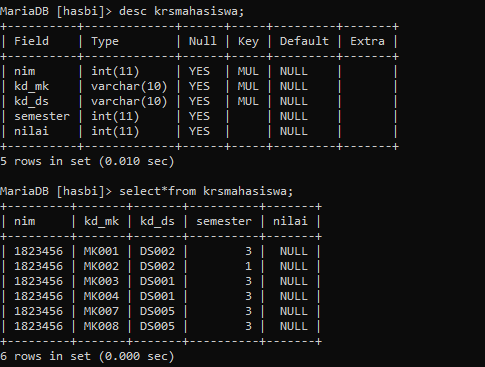 MariaDB [hasbi]> desc krsmahasiswa;
+-----------+-------------+------+-----+---------+-------+
| Field     | Type        | Null | Key | Default | Extra |
+-----------+-------------+------+-----+---------+-------+
| nim       | int(11)     | YES  | MUL | NULL    |       |
| kd_mk     | varchar(10) | YES  | MUL | NULL    |       |
| kd_ds     | varchar(10) | YES  | MUL | NULL    |       |
| semester  | int(11)     | YES  |     | NULL    |       |
| nilai     | int(11)     | YES  |     | NULL    |       |
+-----------+-------------+------+-----+---------+-------+
5 rows in set (0.010 sec)
MariaDB [hasbi]> select*from krsmahasiswa;
+---------+-------+-------+----------+-------+
| nim     | kd_mk | kd_ds | semester | nilai |
+---------+-------+-------+----------+-------+
| 1823456 | MK001 | DS002 |        3 |  NULL |
| 1823456 | MK002 | DS002 |        1 |  NULL |
| 1823456 | MK003 | DS001 |        3 |  NULL |
| 1823456 | MK004 | DS001 |        3 |  NULL |
| 1823456 | MK007 | DS005 |        3 |  NULL |
| 1823456 | MK008 | DS005 |        3 |  NULL |
+---------+-------+-------+----------+-------+
6 rows in set (0.000 sec)